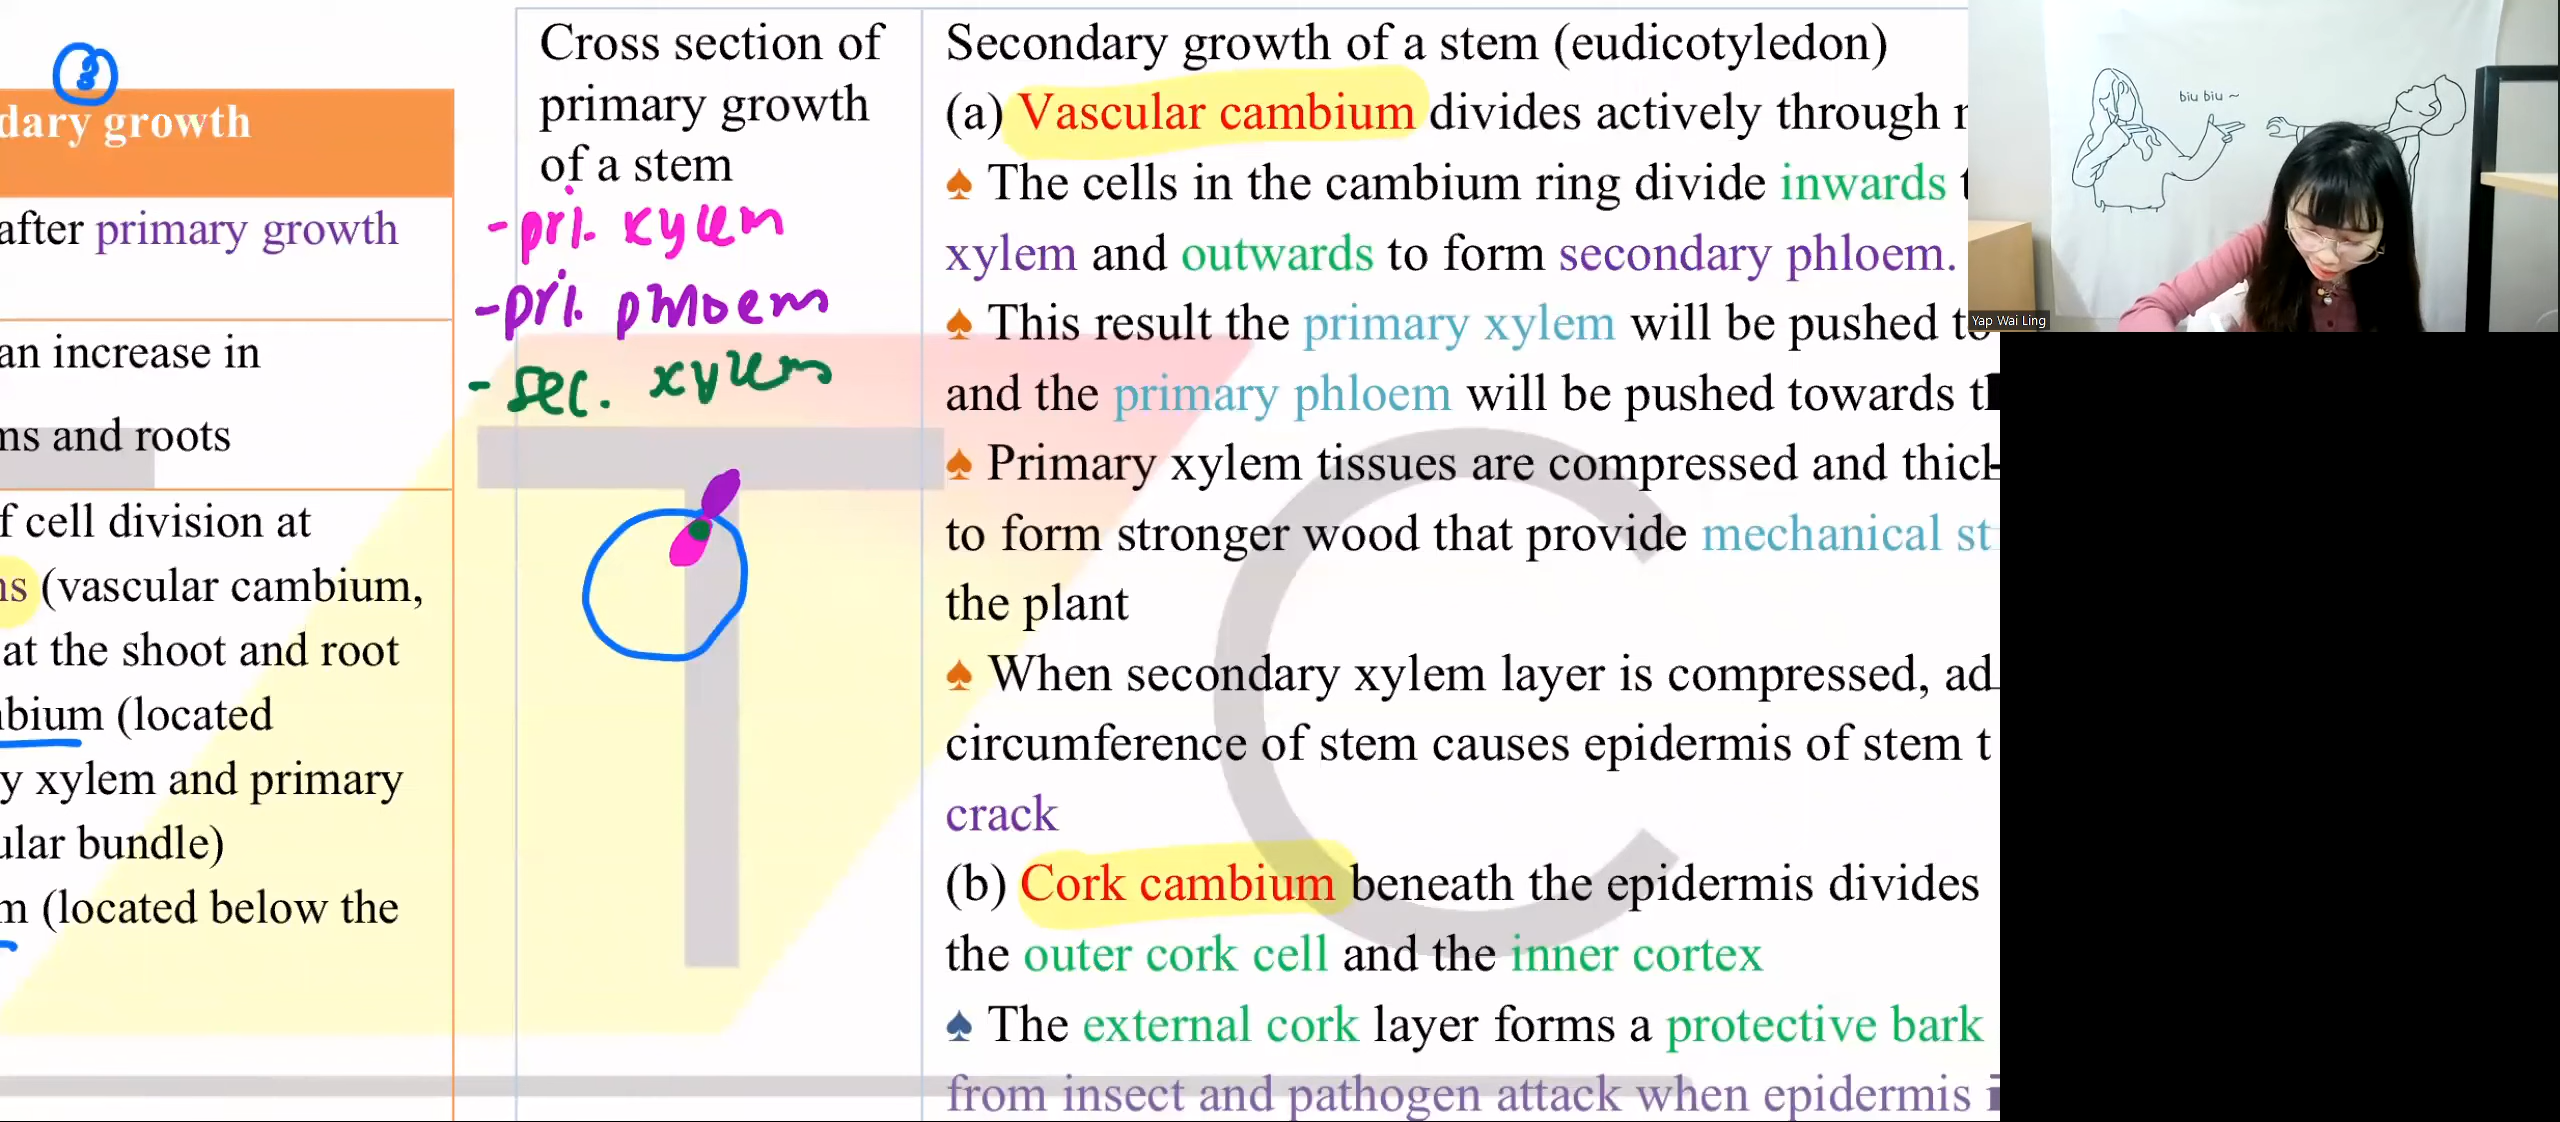 dary growth
after primary growth
an increase in
ms and roots
f cell division at
ns (vascular cambium,
at the shoot and root
bium (located
y xylem and primary
ular bundle)
m (located below the
Cross section of
primary growth
of a stem
-pri. xylem
-pri. phloem
- sec. xylem
Secondary growth of a stem (eudicotyledon)
(a) Vascular cambium divides actively through
♠ The cells in the cambium ring divide inwards t
xylem and outwards to form secondary phloem.
♠ This result the primary xylem will be pushed to
and the primary phloem will be pushed towards th
♠ Primary xylem tissues are compressed and thick
to form stronger wood that provide mechanical st
the plant
♠ When secondary xylem layer is compressed, ad
circumference of stem causes epidermis of stem t
crack
(b) Cork cambium beneath the epidermis divides
the outer cork cell and the inner cortex
♠ The external cork layer forms a protective bark
from insect and pathogen attack when epidermis i
biu biu ~
Yap Wai Ling